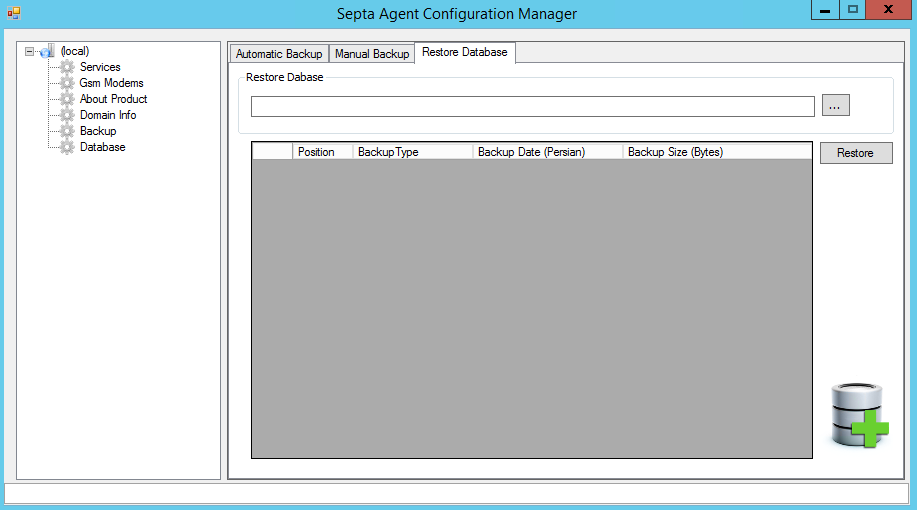 Septa Agent Configuration Manager
(local)
Services
Gsm Modems
About Product
Domain Info
Backup
Database
Automatic Backup Manual Backup Restore Database
Restore Dabase
...
Position BackupType Backup Date (Persian) Backup Size (Bytes)
Restore